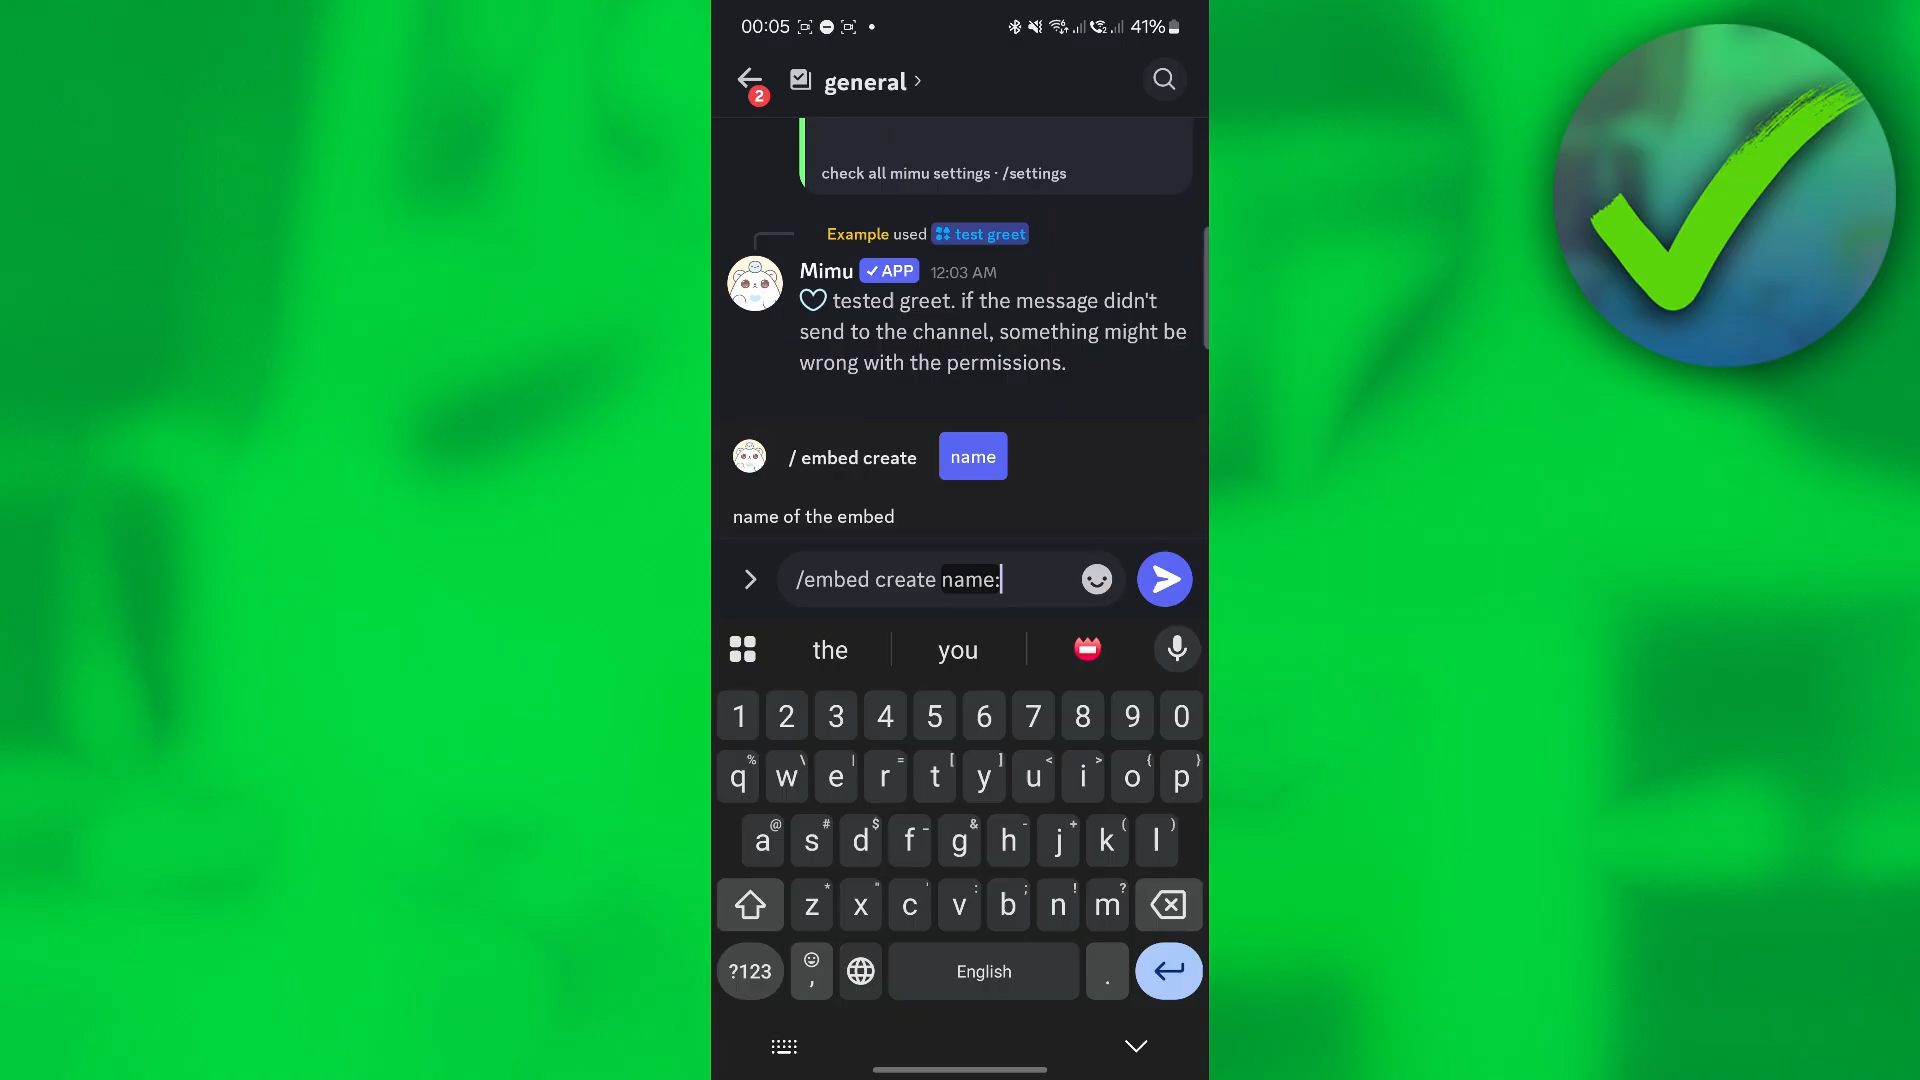 00:05 41%
2 general
check all mimu settings · /settings
Example used test greet
Mimu APP 12:03 AM
tested greet. if the message didn't
send to the channel, something might be
wrong with the permissions.
/ embed create name
name of the embed
/embed create name:
the you
1 2 3 4 5 6 7 8 9 0
% \ | = [ ] < > { }
q w e r t y u i o p
@ # $ _ & - + ( )
a s d f g h j k l
* " ' : ; ! ?
z x c v b n m
?123 , English .